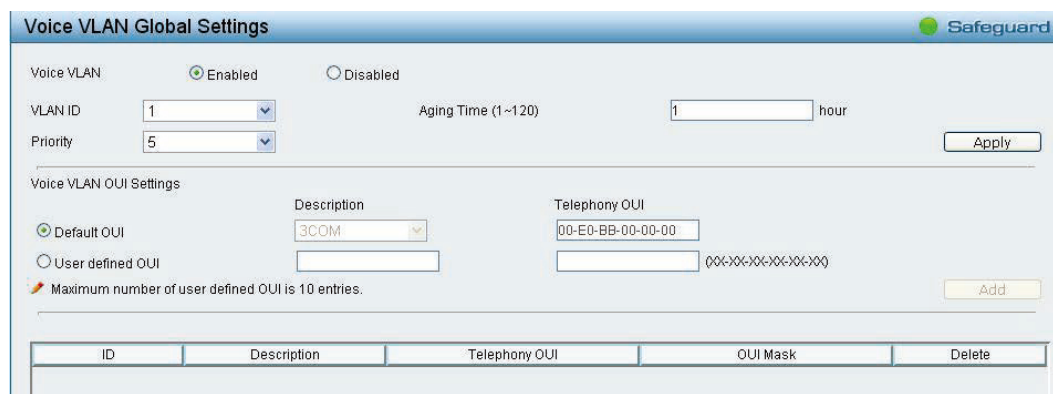 Voice VLAN Global Settings Safeguard
Voice VLAN Enabled Disabled
VLAN ID 1 Aging Time (1~120) 1 hour
Priority 5 Apply
Voice VLAN OUI Settings
Description Telephony OUI
Default OUI 3COM 00-E0-BB-00-00-00
User defined OUI (XX-XX-XX-XX-XX-XX)
Maximum number of user defined OUI is 10 entries. Add
ID Description Telephony OUI OUI Mask Delete